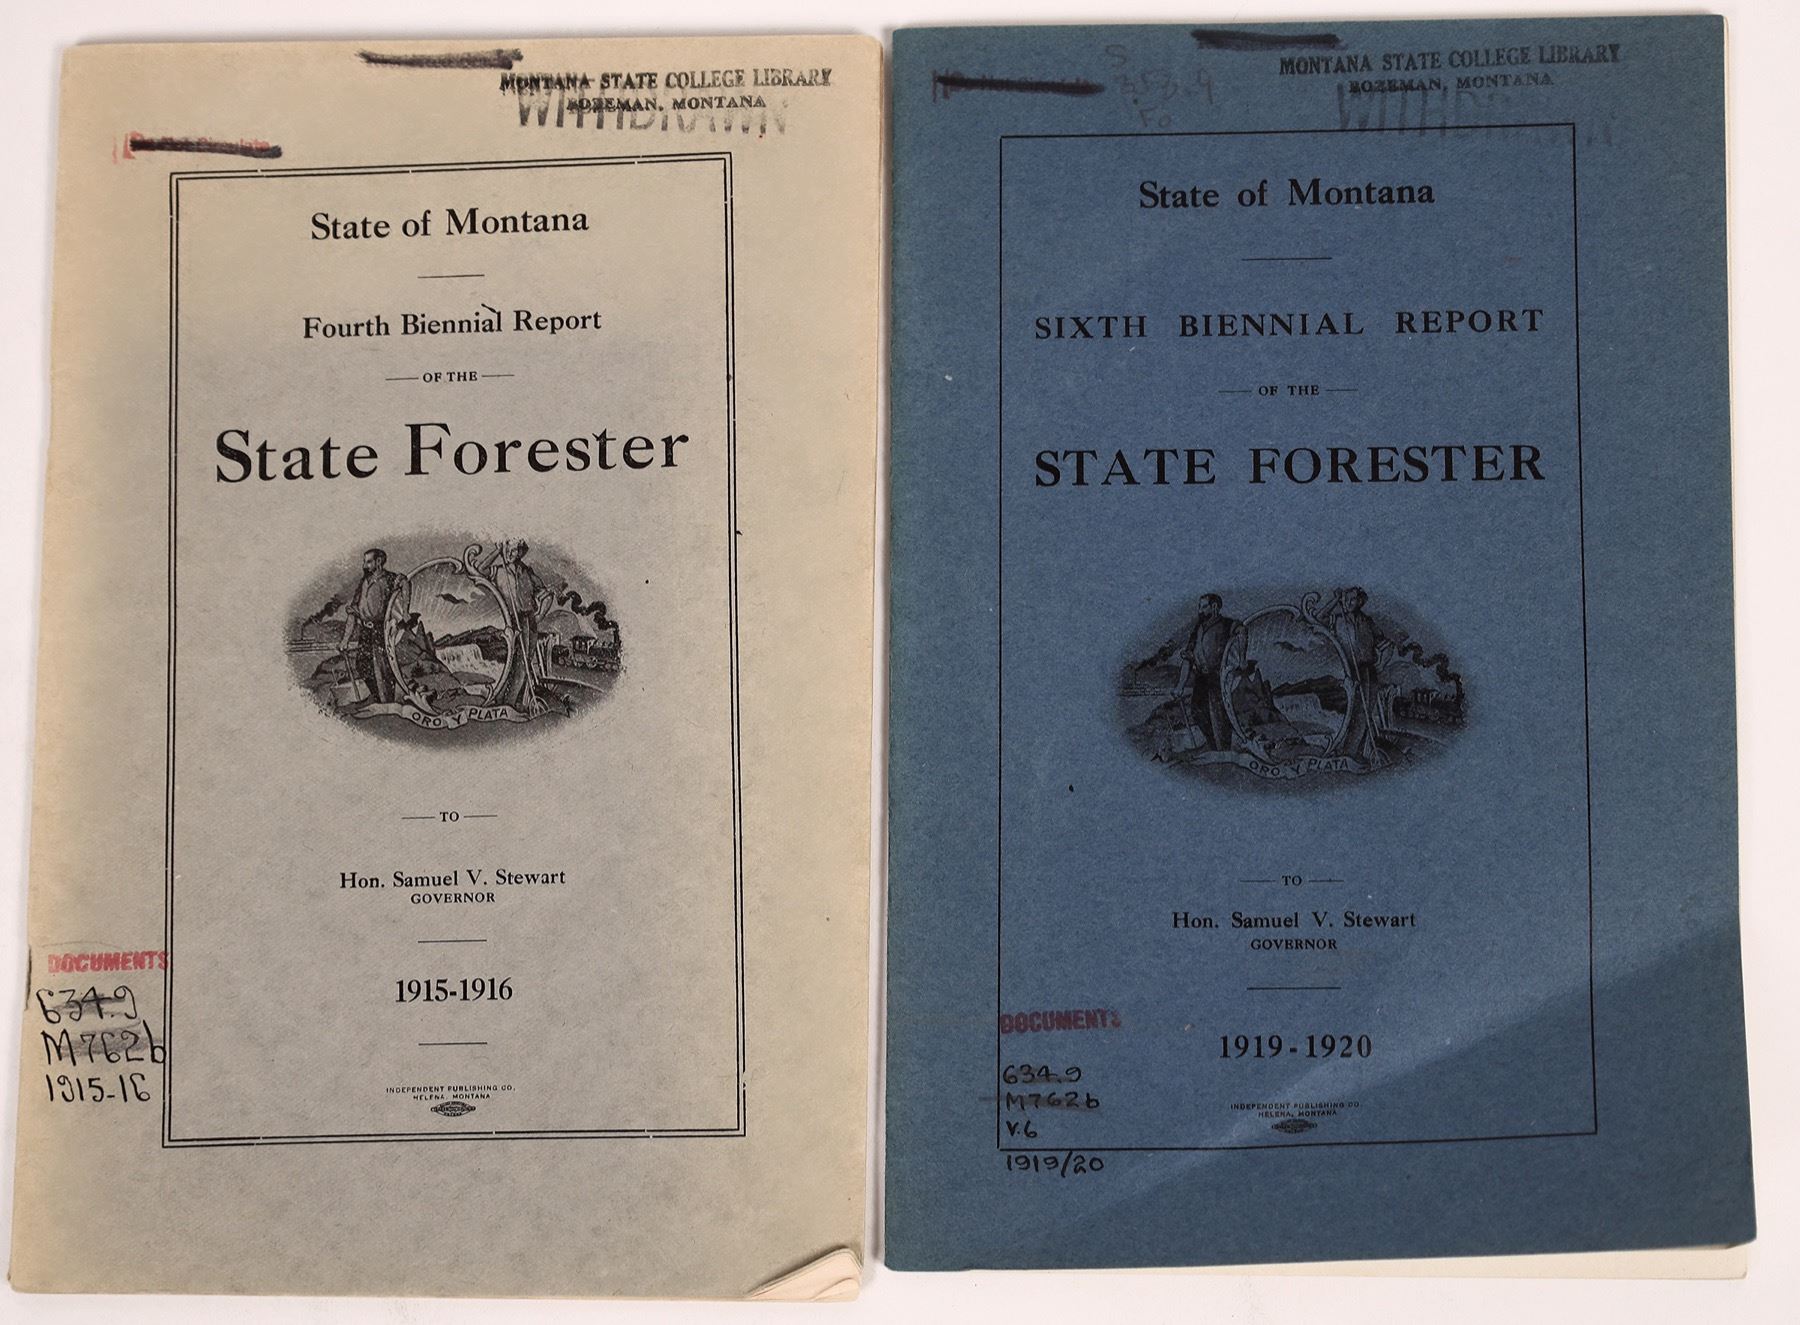 MONTANA STATE COLLEGE LIBRARY
BOZEMAN, MONTANA
WITHDRAWN
State of Montana
Fourth Biennial Report
OF THE
State Forester
ORO Y PLATA
TO
Hon. Samuel V. Stewart
GOVERNOR
1915-1916
INDEPENDENT PUBLISHING CO.
HELENA, MONTANA
DOCUMENTS
634.9
M762b
1915-16
MONTANA STATE COLLEGE LIBRARY
BOZEMAN, MONTANA
WITHDRAWN
S
Fo
State of Montana
SIXTH BIENNIAL REPORT
OF THE
STATE FORESTER
ORO Y PLATA
TO
Hon. Samuel V. Stewart
GOVERNOR
1919-1920
INDEPENDENT PUBLISHING CO.
HELENA, MONTANA
DOCUMENTS
634.9
M762b
V.6
1919/20